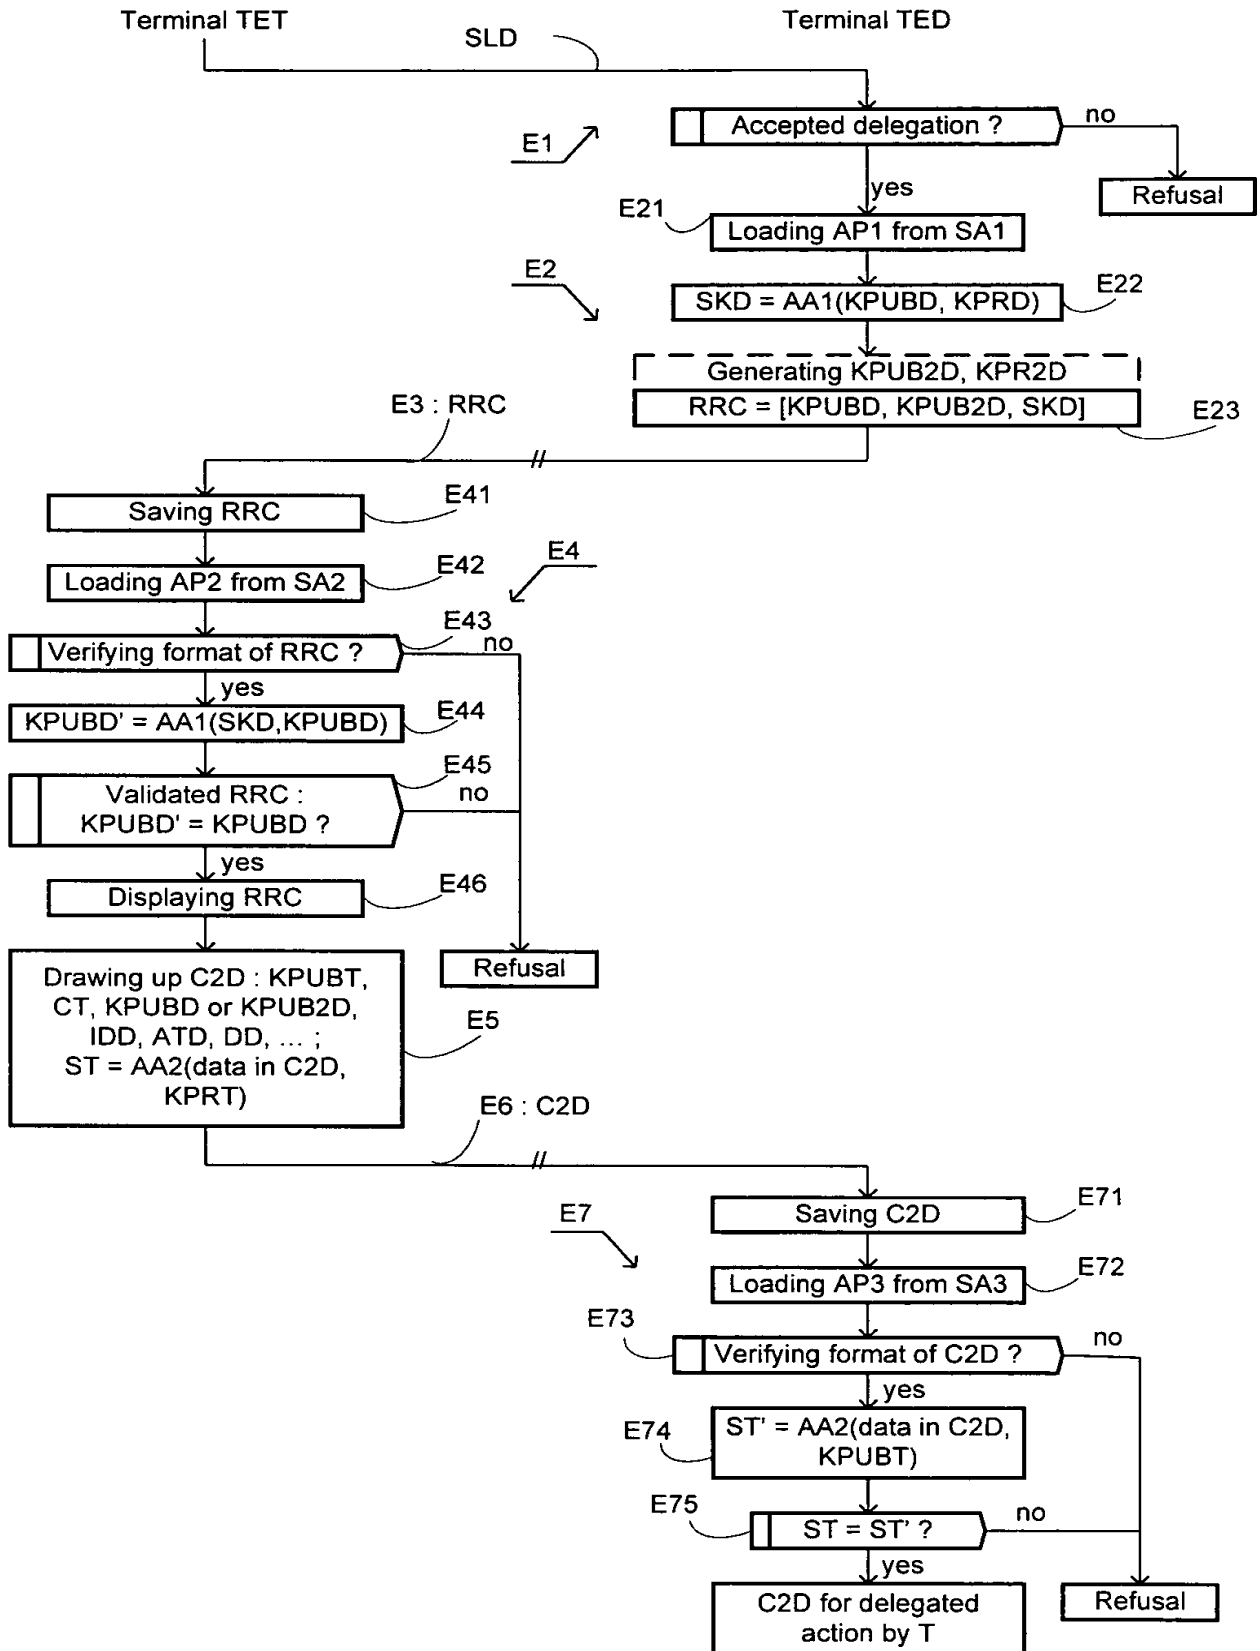 Terminal TET
Terminal TED
SLD
Accepted delegation ?
no
E1
yes
Refusal
E21
Loading AP1 from SA1
E2
E22
SKD = AA1(KPUBD, KPRD)
Generating KPUB2D, KPR2D
E3 : RRC
RRC = [KPUBD, KPUB2D, SKD]
E23
//
E41
Saving RRC
E4
E42
Loading AP2 from SA2
E43
no
Verifying format of RRC ?
yes
E44
KPUBD' = AA1(SKD,KPUBD)
E45
no
Validated RRC :
KPUBD' = KPUBD ?
yes
E46
Displaying RRC
Refusal
Drawing up C2D : KPUBT,
CT, KPUBD or KPUB2D,
IDD, ATD, DD, ... ;
ST = AA2(data in C2D,
KPRT)
E5
E6 : C2D
//
E71
Saving C2D
E7
E72
Loading AP3 from SA3
E73
no
Verifying format of C2D ?
yes
E74
ST' = AA2(data in C2D,
KPUBT)
E75
no
ST = ST' ?
yes
C2D for delegated
action by T
Refusal